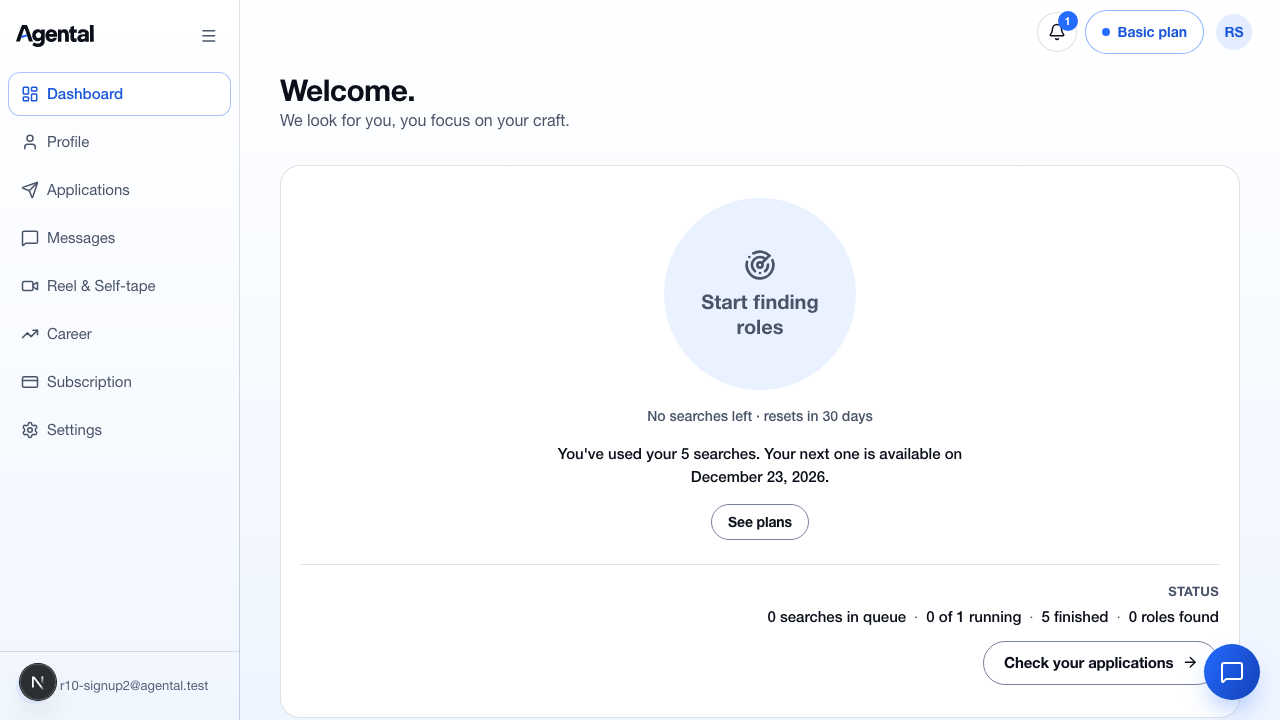 Agental
1
Basic plan
RS
Dashboard
Profile
Applications
Messages
Reel & Self-tape
Career
Subscription
Settings
N
r10-signup2@agental.test
Welcome.
We look for you, you focus on your craft.
Start finding
roles
No searches left · resets in 30 days
You've used your 5 searches. Your next one is available on
December 23, 2026.
See plans
STATUS
0 searches in queue · 0 of 1 running · 5 finished · 0 roles found
Check your applications →